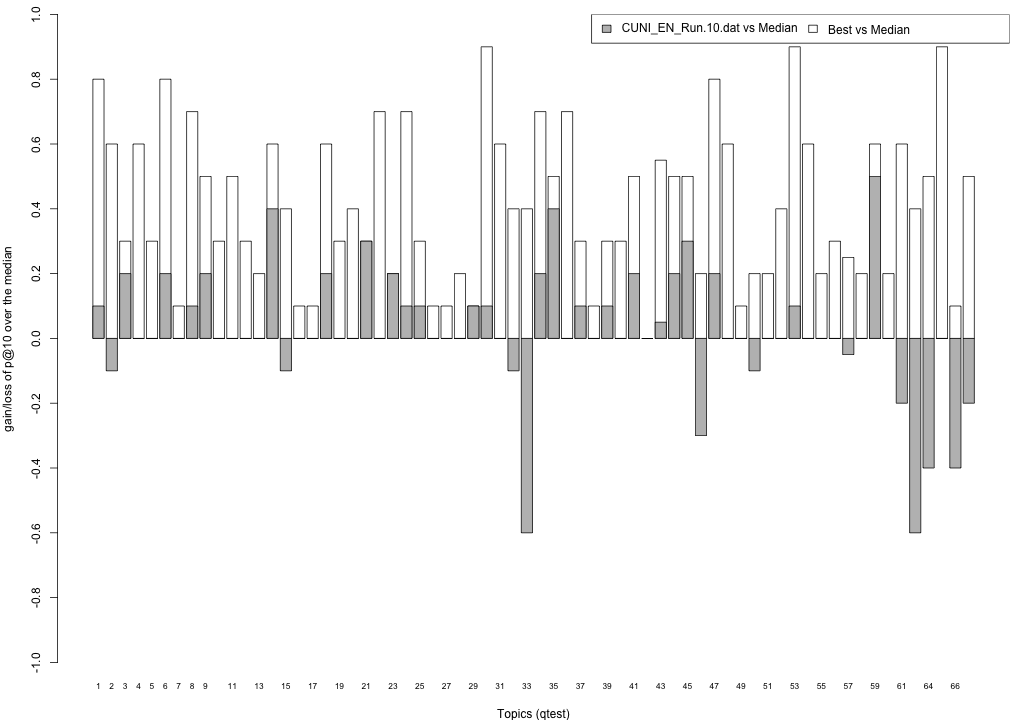 CUNI_EN_Run.10.dat vs Median Best vs Median
gain/loss of p@10 over the median
1.0
0.8
0.6
0.4
0.2
0.0
-0.2
-0.4
-0.6
-0.8
-1.0
1 2 3 4 5 6 7 8 9 11 13 15 17 19 21 23 25 27 29 31 33 35 37 39 41 43 45 47 49 51 53 55 57 59 61 64 66
Topics (qtest)